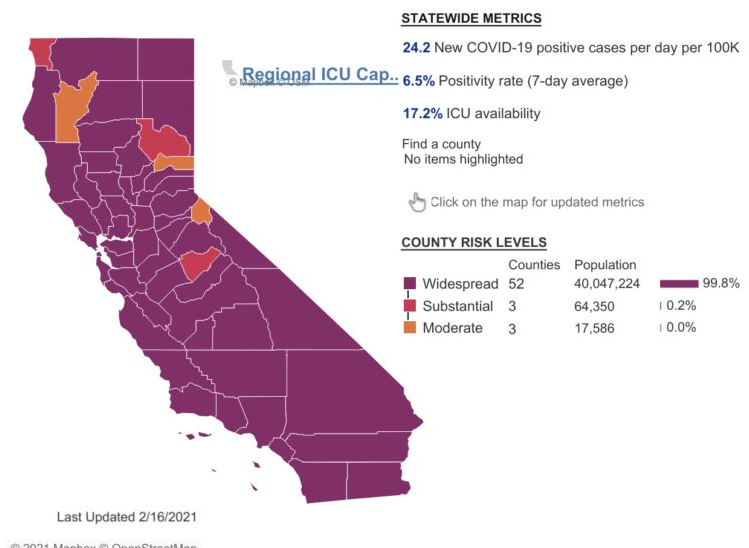 STATEWIDE METRICS
24.2 New COVID-19 positive cases per day per 100K
Regional ICU Cap..
© Mapbox © OSM
6.5% Positivity rate (7-day average)
17.2% ICU availability
Find a county
No items highlighted
Click on the map for updated metrics
COUNTY RISK LEVELS
Counties Population
Widespread 52 40,047,224 99.8%
Substantial 3 64,350 0.2%
Moderate 3 17,586 0.0%
Last Updated 2/16/2021
© 2021 Mapbox © OpenStreetMap